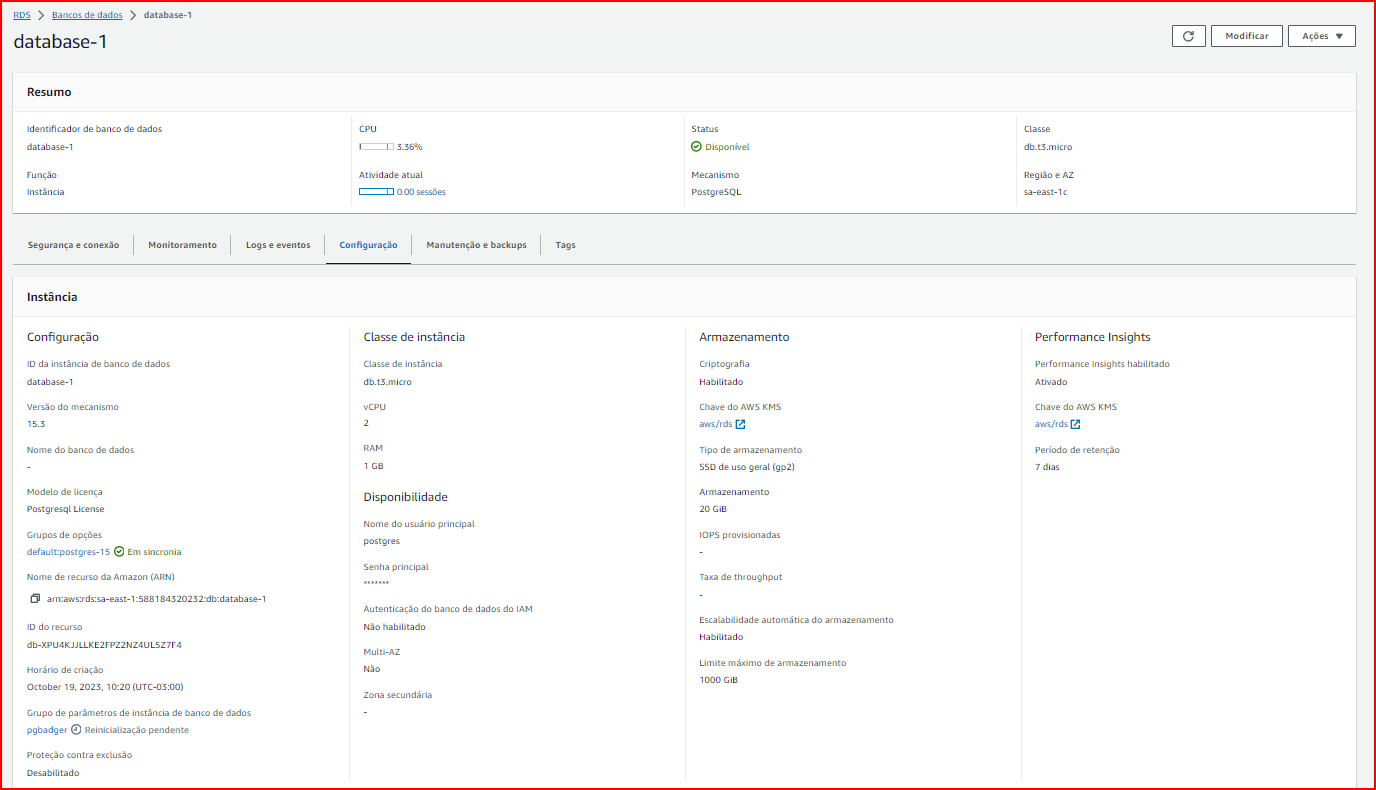 RDS > Bancos de dados > database-1
database-1
Modificar
Ações
Resumo
Identificador de banco de dados
database-1
Função
Instância
CPU
3.36%
Atividade atual
0.00 sessões
Status
Disponível
Mecanismo
PostgreSQL
Classe
db.t3.micro
Região e AZ
sa-east-1c
Segurança e conexão
Monitoramento
Logs e eventos
Configuração
Manutenção e backups
Tags
Instância
Configuração
ID da instância de banco de dados
database-1
Versão do mecanismo
15.3
Nome do banco de dados
-
Modelo de licença
Postgresql License
Grupos de opções
default:postgres-15 Em sincronia
Nome de recurso da Amazon (ARN)
arn:aws:rds:sa-east-1:588184320232:db:database-1
ID do recurso
db-XPU4KJJLLKE2FPZ2NZ4UL5Z7F4
Horário de criação
October 19, 2023, 10:20 (UTC-03:00)
Grupo de parâmetros de instância de banco de dados
pgbadger Reinicialização pendente
Proteção contra exclusão
Desabilitado
Classe de instância
Classe de instância
db.t3.micro
vCPU
2
RAM
1 GB
Disponibilidade
Nome do usuário principal
postgres
Senha principal
*******
Autenticação do banco de dados do IAM
Não habilitado
Multi-AZ
Não
Zona secundária
-
Armazenamento
Criptografia
Habilitado
Chave do AWS KMS
aws/rds
Tipo de armazenamento
SSD de uso geral (gp2)
Armazenamento
20 GiB
IOPS provisionadas
-
Taxa de throughput
-
Escalabilidade automática do armazenamento
Habilitado
Limite máximo de armazenamento
1000 GiB
Performance Insights
Performance Insights habilitado
Ativado
Chave do AWS KMS
aws/rds
Período de retenção
7 dias